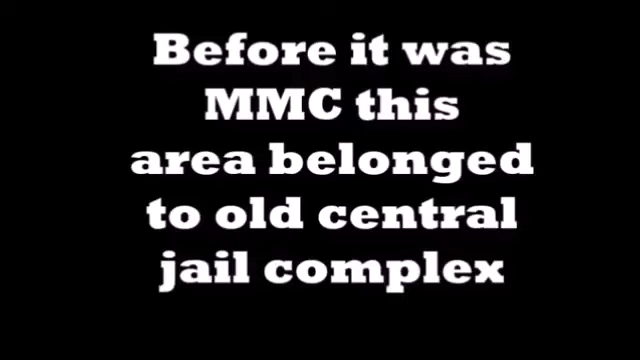 Before it was
MMC this
area belonged
to old central
jail complex